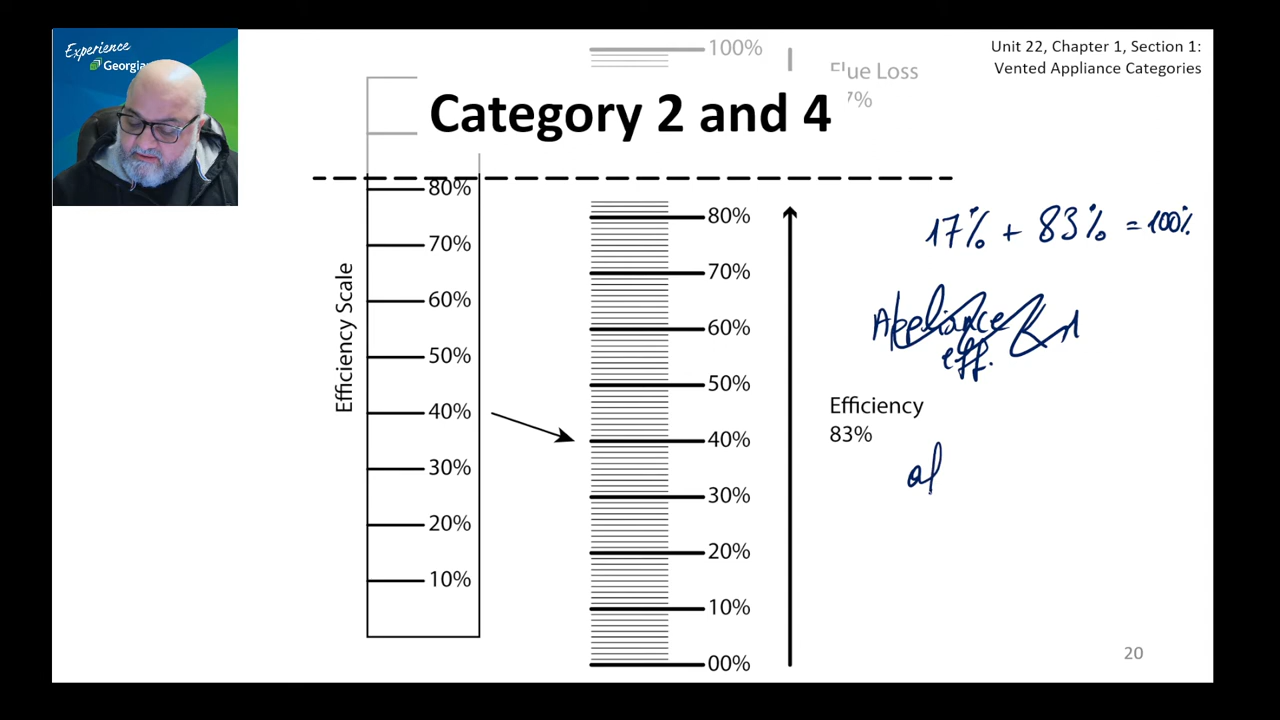 Experience
Georgian
Unit 22, Chapter 1, Section 1:
Vented Appliance Categories
100%
Flue Loss
7%
Category 2 and 4
80%
70%
60%
50%
40%
30%
20%
10%
Efficiency Scale
80%
70%
60%
50%
40%
30%
20%
10%
00%
17% + 83% = 100%
Appliance
eff.
Efficiency
83%
20